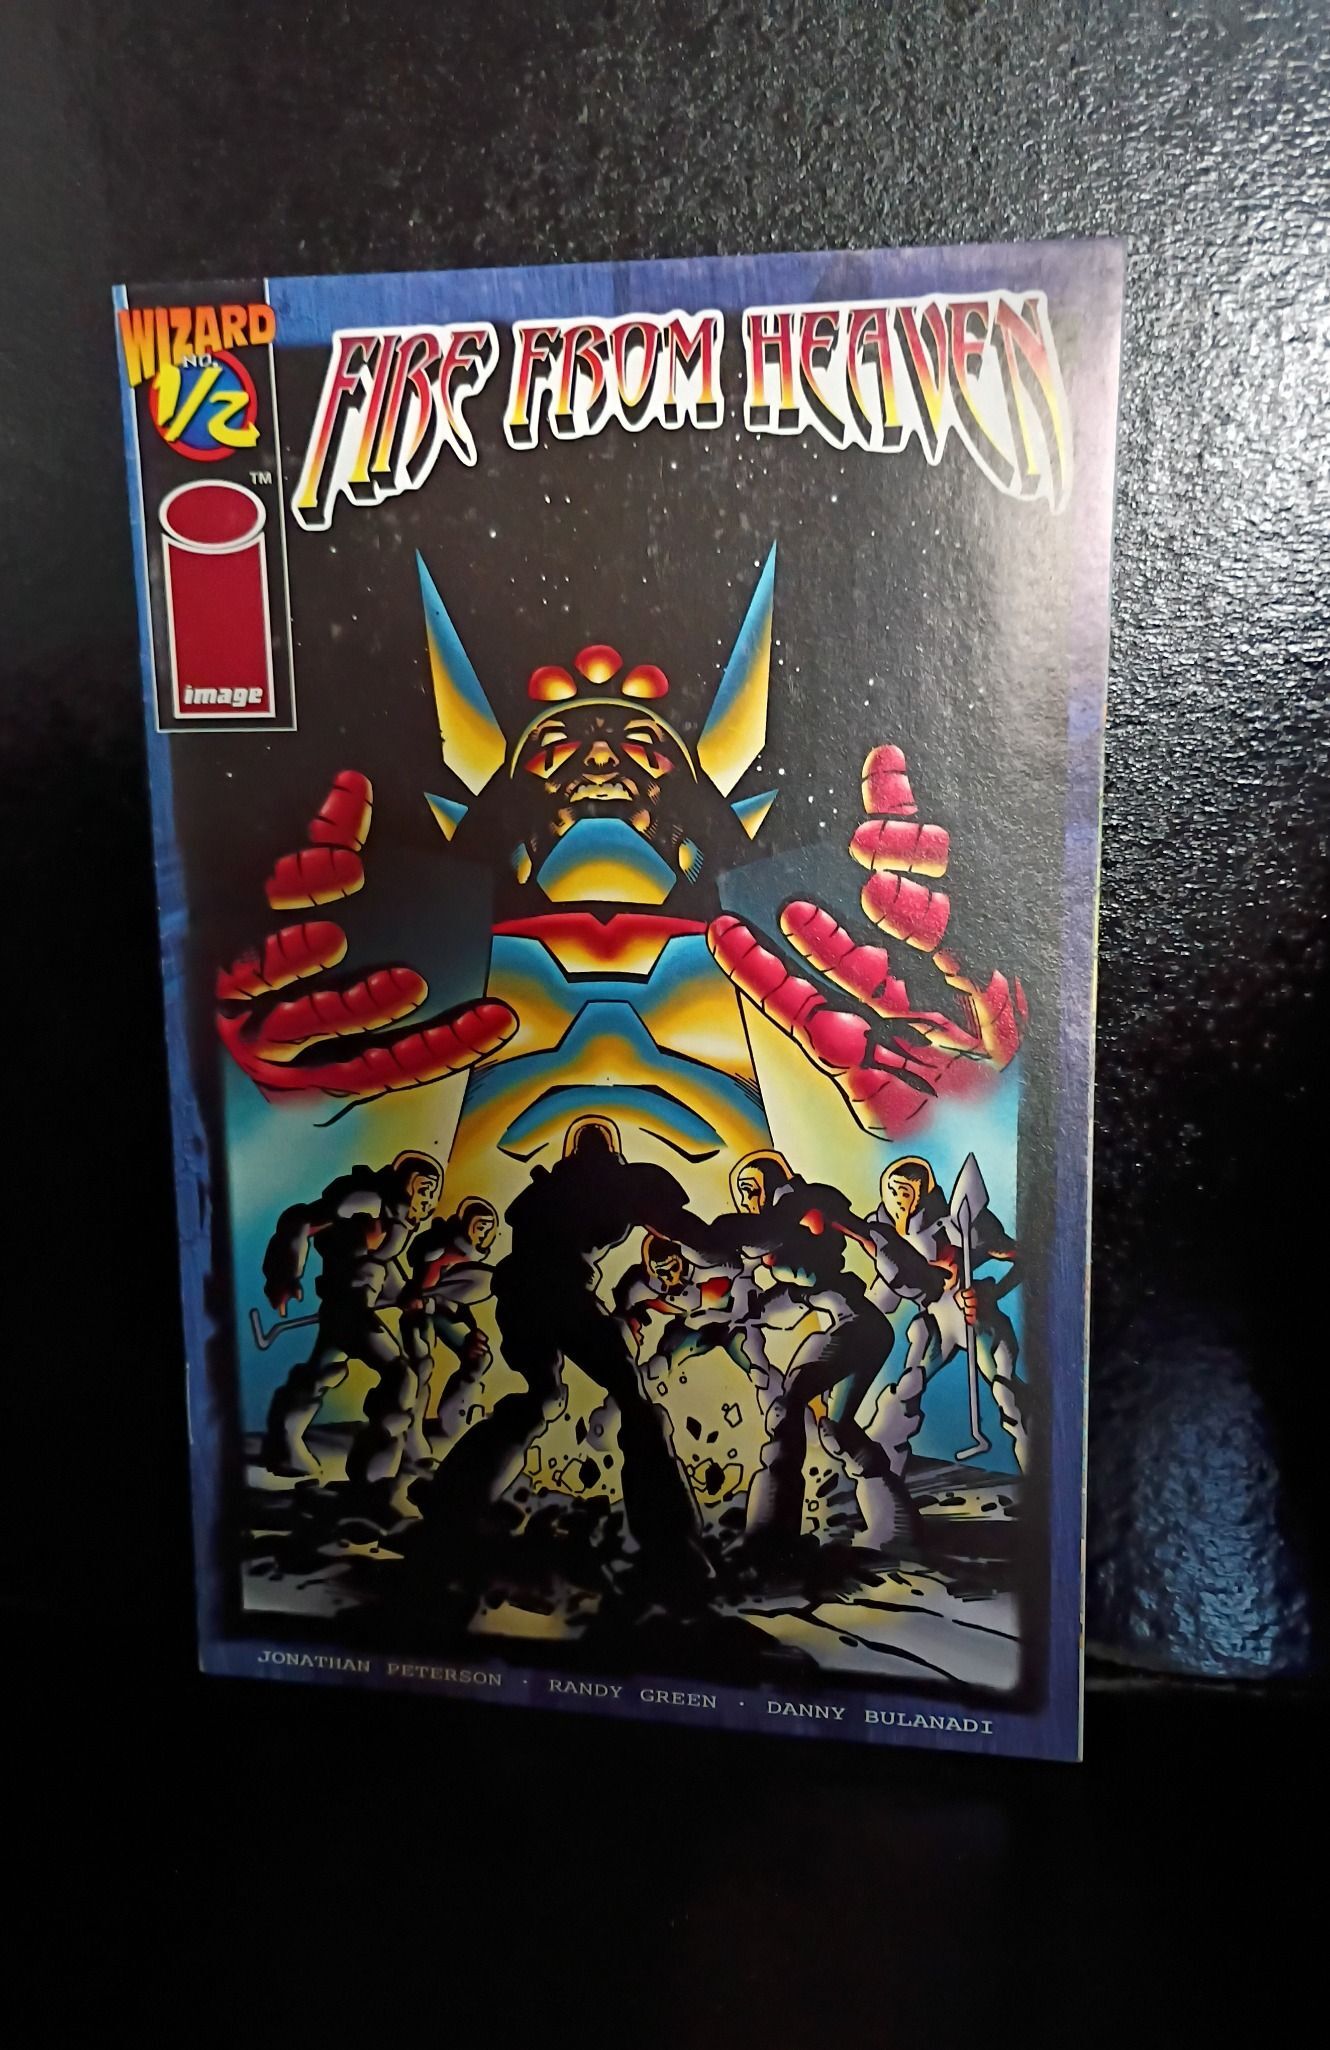 WIZARD
NO.
1/2
FIRE FROM HEAVEN
TM
image
JONATHAN PETERSON · RANDY GREEN · DANNY BULANADI